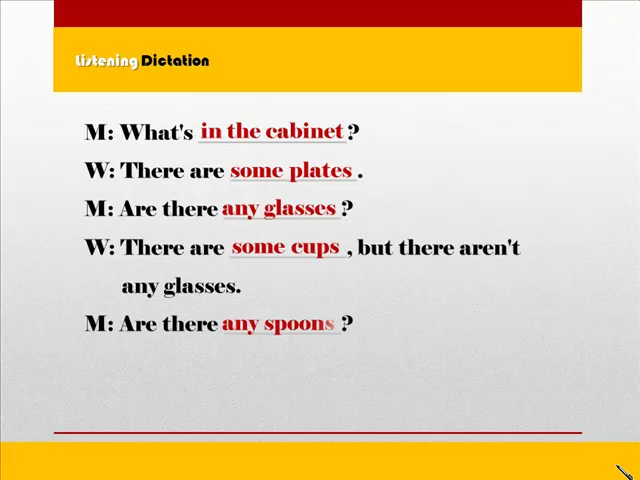 Listening Dictation
M: What's in the cabinet?
W: There are some plates.
M: Are there any glasses?
W: There are some cups, but there aren't
any glasses.
M: Are there any spoons?